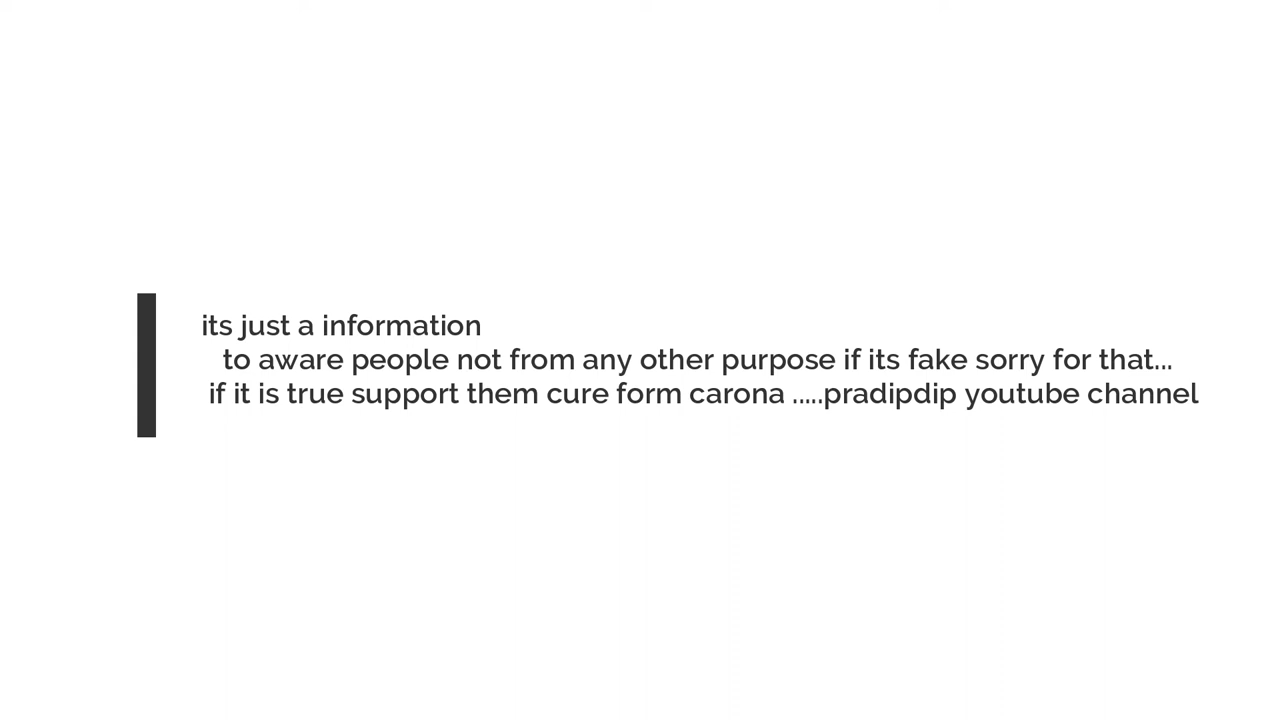 its just a information
to aware people not from any other purpose if its fake sorry for that...
if it is true support them cure form carona .....pradipdip youtube channel